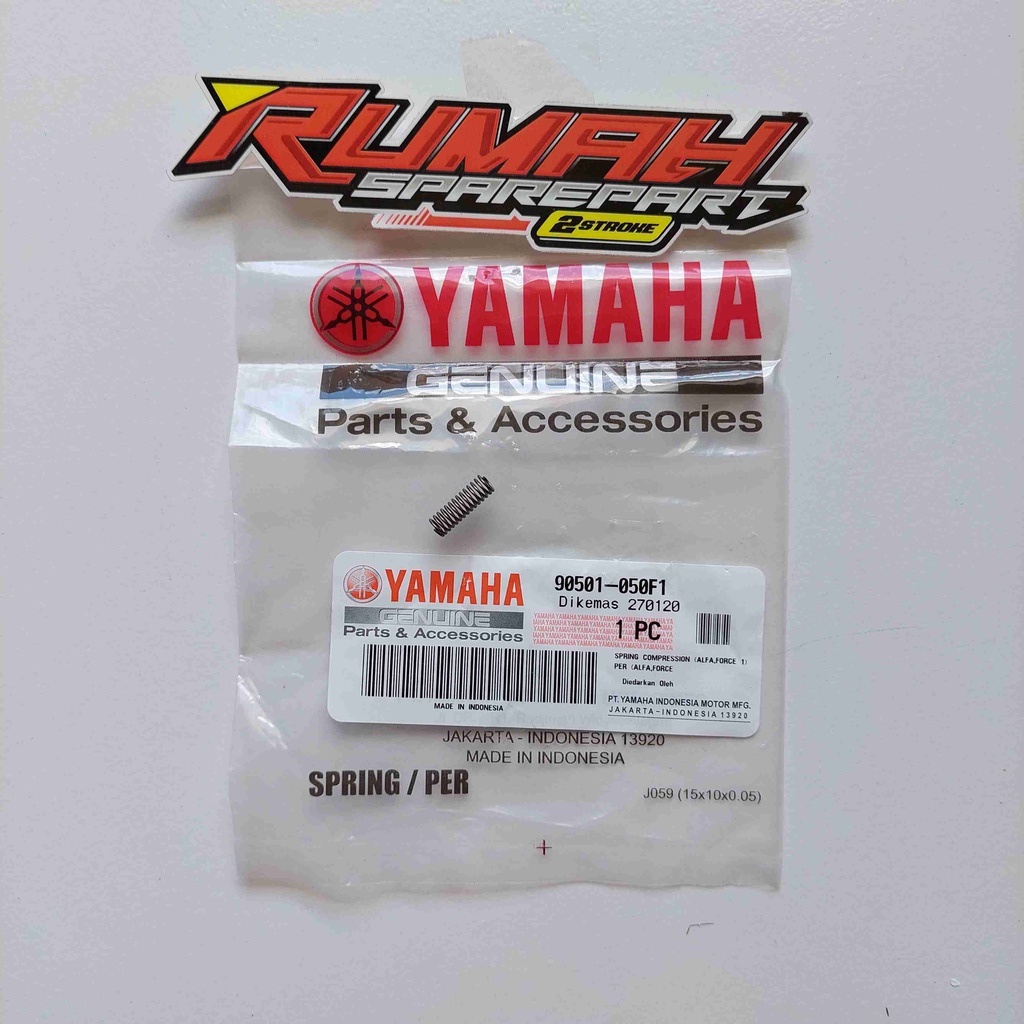 RUMAH
SPAREPART
2STROKE
YAMAHA
GENUINE
Parts & Accessories
YAMAHA
GENUINE
Parts & Accessories
90501-050F1
Dikemas 270120
1 PC
SPRING COMPRESSION (ALFA,FORCE 1)
PER (ALFA,FORCE
Diedarkan Oleh
PT. YAMAHA INDONESIA MOTOR MFG.
JAKARTA-INDONESIA 13920
MADE IN INDONESIA
JAKARTA - INDONESIA 13920
MADE IN INDONESIA
SPRING / PER
J059 (15x10x0.05)